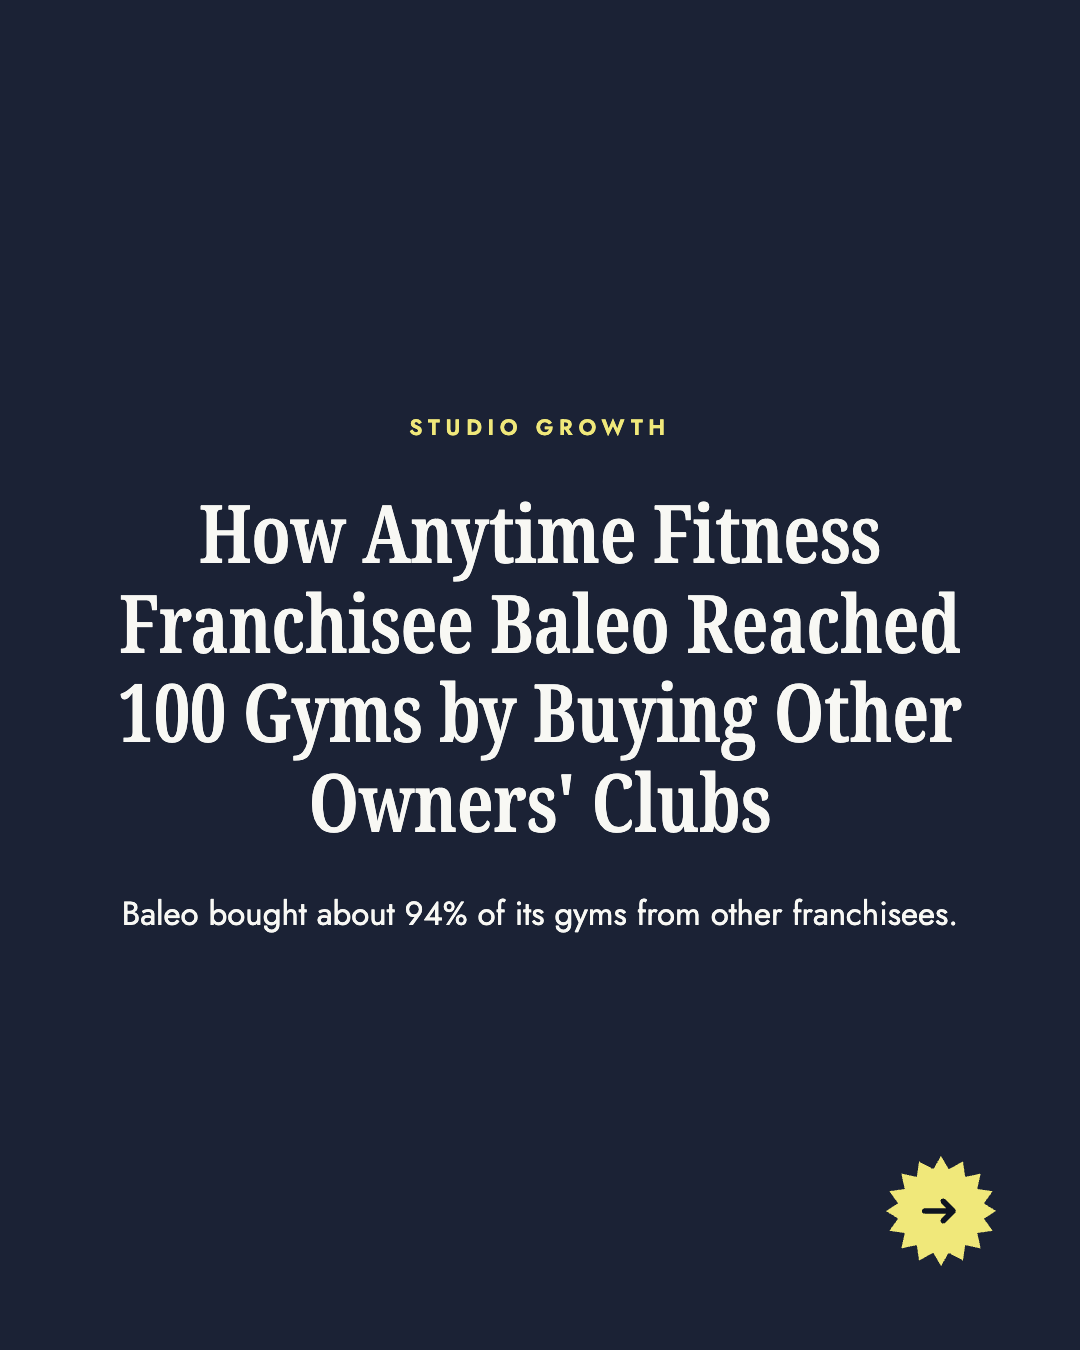 STUDIO GROWTH
How Anytime Fitness
Franchisee Baleo Reached
100 Gyms by Buying Other
Owners' Clubs
Baleo bought about 94% of its gyms from other franchisees.